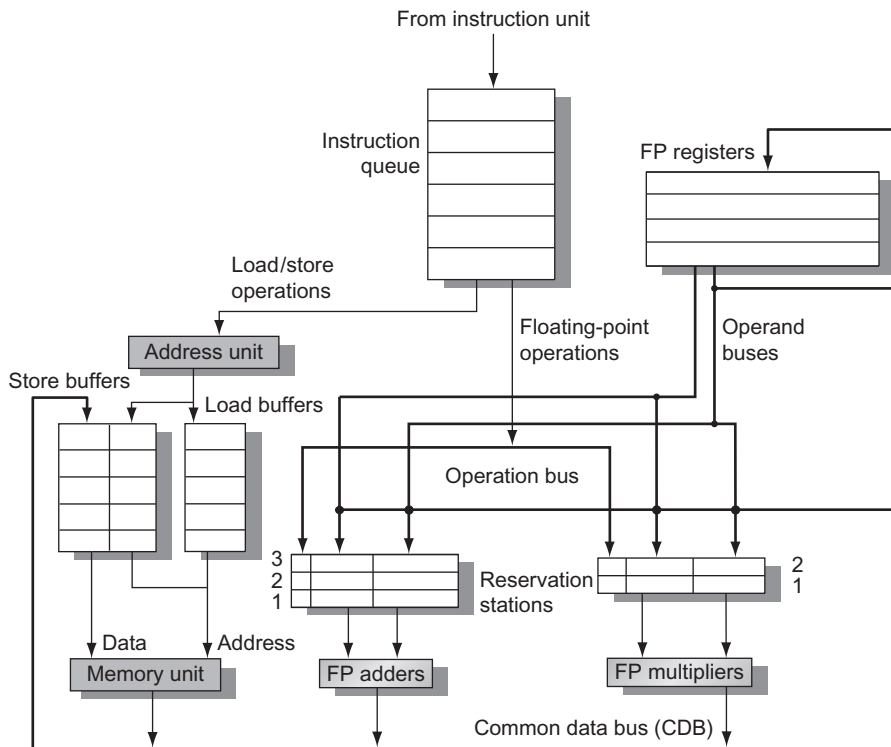 From instruction unit
Instruction
queue
FP registers
Load/store
operations
Floating-point
operations
Operand
buses
Address unit
Store buffers
Load buffers
Operation bus
3
2
1
Reservation
stations
2
1
Data
Address
Memory unit
FP adders
FP multipliers
Common data bus (CDB)